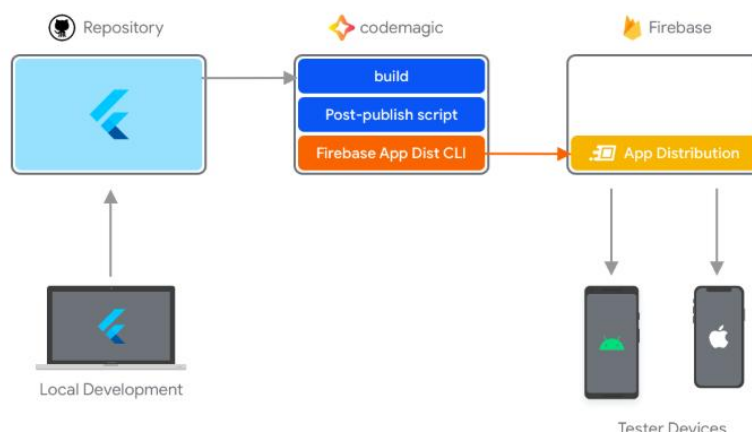 Repository
codemagic
Firebase
build
Post-publish script
Firebase App Dist CLI
App Distribution
Local Development
Tester Devices